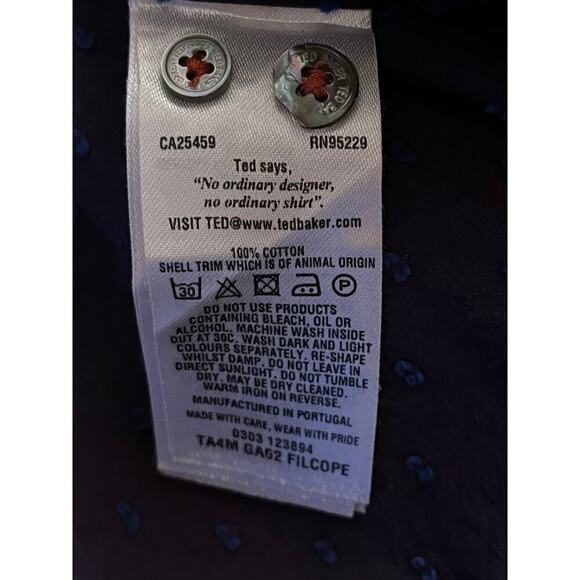 TED BAKER TED BA
CA25459 RN95229
Ted says,
"No ordinary designer,
no ordinary shirt".
VISIT TED@www.tedbaker.com
100% COTTON
SHELL TRIM WHICH IS OF ANIMAL ORIGIN
30 P
DO NOT USE PRODUCTS
CONTAINING BLEACH, OIL OR
ALCOHOL. MACHINE WASH INSIDE
OUT AT 30C. WASH DARK AND LIGHT
COLOURS SEPARATELY. RE-SHAPE
WHILST DAMP. DO NOT LEAVE IN
DIRECT SUNLIGHT. DO NOT TUMBLE
DRY. MAY BE DRY CLEANED.
WARM IRON ON REVERSE.
MANUFACTURED IN PORTUGAL
MADE WITH CARE, WEAR WITH PRIDE
0303 123894
TA4M GA62 FILCOPE